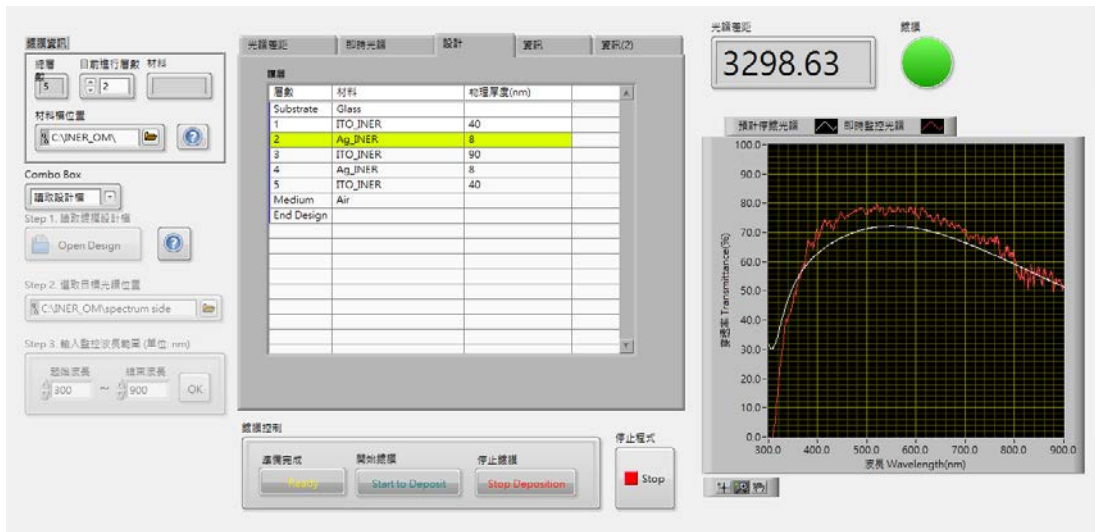 鍍膜資訊
總層數 目前進行層數 材料
5 2
材料檔位置
C:\INER_OM\
Combo Box
讀取設計檔
Step 1. 讀取鍍膜設計檔
Open Design
Step 2. 選取目標光譜位置
C:\INER_OM\spectrum side
Step 3. 輸入監控波長範圍 (單位: nm)
起始波長 結束波長
300 ~ 900 OK
光譜差距 即時光譜 設計 資訊 資訊(2)
膜層
層數 材料 物理厚度(nm)
Substrate Glass
1 ITO_INER 40
2 Ag_INER 8
3 ITO_INER 90
4 Ag_INER 8
5 ITO_INER 40
Medium Air
End Design
鍍膜控制
準備完成 開始鍍膜 停止鍍膜
Ready Start to Deposit Stop Deposition
停止程式
Stop
光譜差距 鍍膜
3298.63
預計停鍍光譜 即時監控光譜
100.0
90.0
80.0
70.0
60.0
50.0
40.0
30.0
20.0
10.0
0.0
穿透率 Transmittance(%)
300.0 400.0 500.0 600.0 700.0 800.0 900.0
波長 Wavelength(nm)